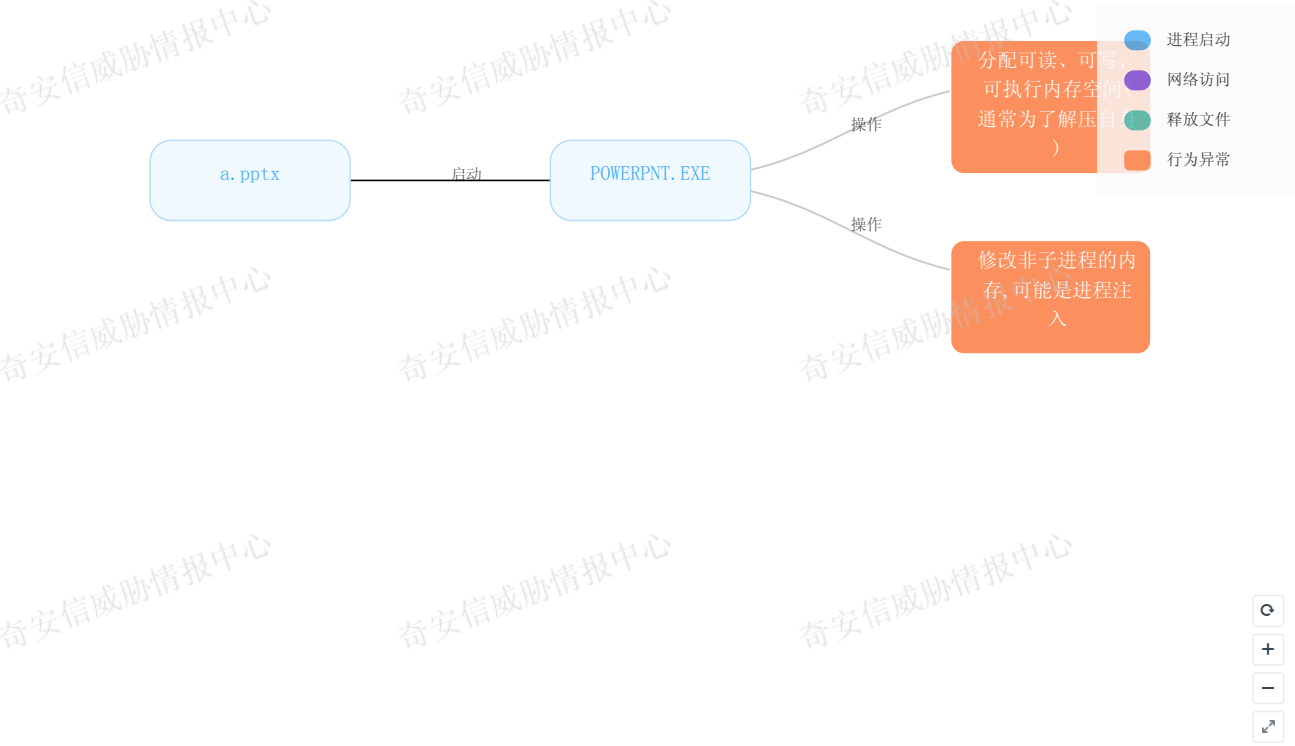 奇安信威胁情报中心
奇安信威胁情报中心
奇安信威胁情报中心
进程启动
网络访问
释放文件
行为异常
a.pptx
启动
POWERPNT.EXE
操作
操作
分配可读、可写、
可执行内存空间(
通常为了解压自身
)
修改非子进程的内
存,可能是进程注
入
奇安信威胁情报中心
奇安信威胁情报中心
奇安信威胁情报中心
奇安信威胁情报中心
奇安信威胁情报中心
奇安信威胁情报中心